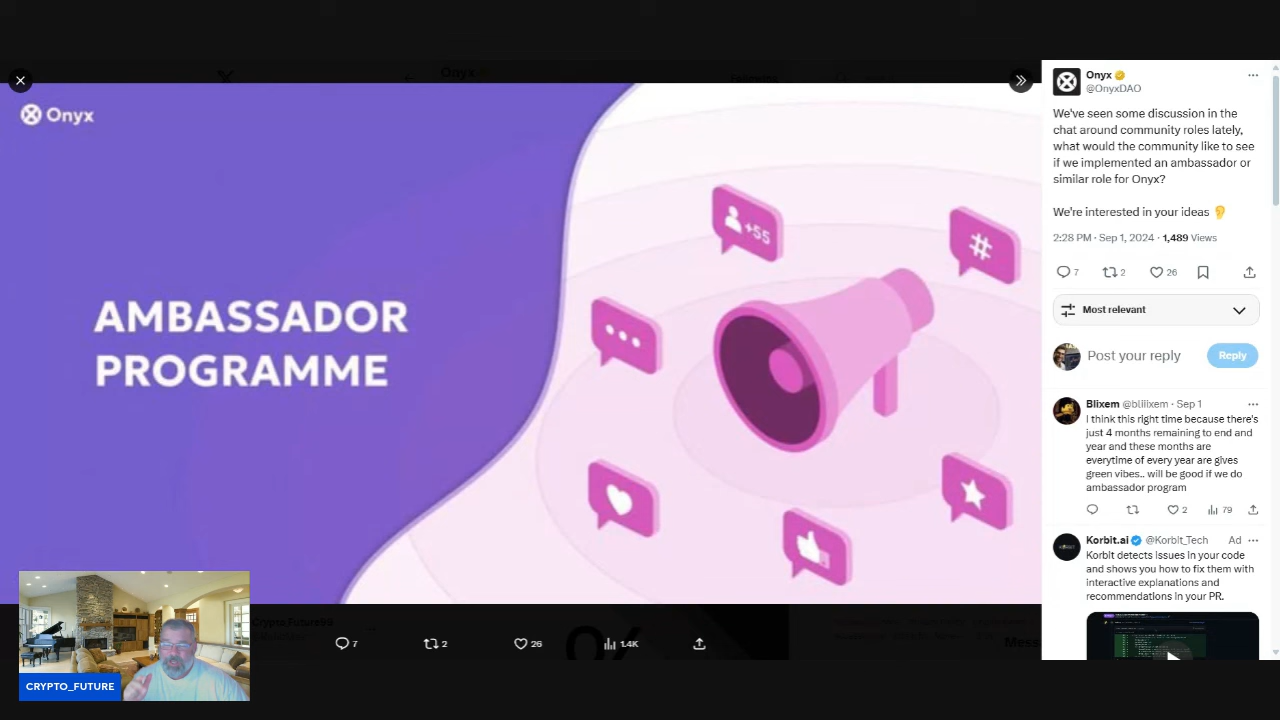 Onyx
AMBASSADOR
PROGRAMME
+55
#
Onyx
@OnyxDAO
We've seen some discussion in the
chat around community roles lately,
what would the community like to see
if we implemented an ambassador or
similar role for Onyx?
We're interested in your ideas 👂
2:28 PM · Sep 1, 2024 · 1,489 Views
7 2 26
Most relevant
Post your reply Reply
Blixem @bliiixem · Sep 1
I think this right time because there's
just 4 months remaining to end and
year and these months are
everytime of every year are gives
green vibes.. will be good if we do
ambassador program
2 79
Korbit.ai @Korbit_Tech Ad
Korbit detects issues in your code
and shows you how to fix them with
interactive explanations and
recommendations in your PR.
7 2 26 1.4K
CRYPTO_FUTURE